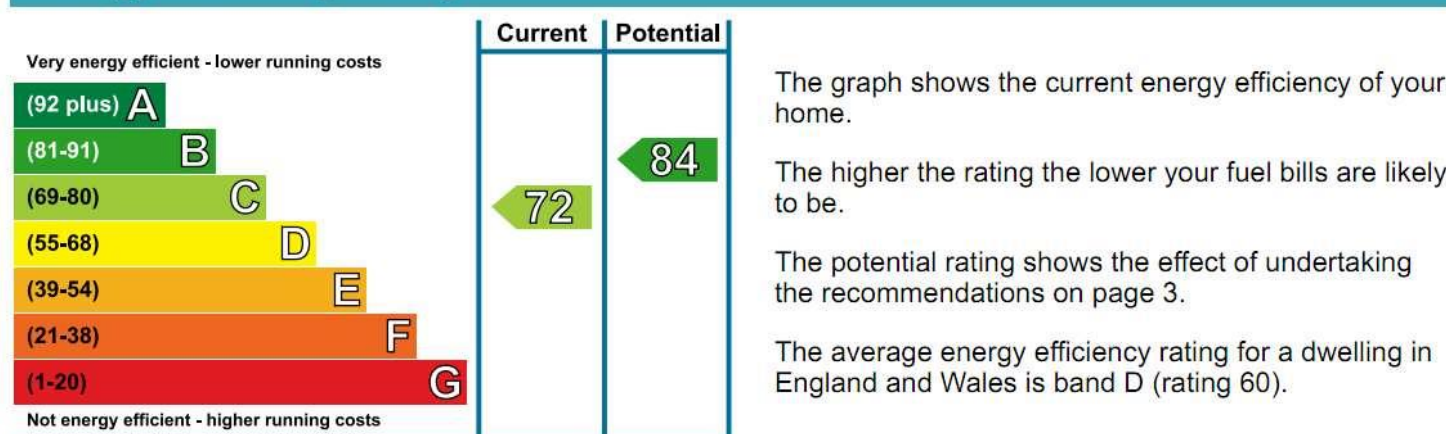 Current Potential
Very energy efficient - lower running costs
(92 plus) A
(81-91) B
(69-80) C
(55-68) D
(39-54) E
(21-38) F
(1-20) G
Not energy efficient - higher running costs
72
84
The graph shows the current energy efficiency of your
home.
The higher the rating the lower your fuel bills are likely
to be.
The potential rating shows the effect of undertaking
the recommendations on page 3.
The average energy efficiency rating for a dwelling in
England and Wales is band D (rating 60).